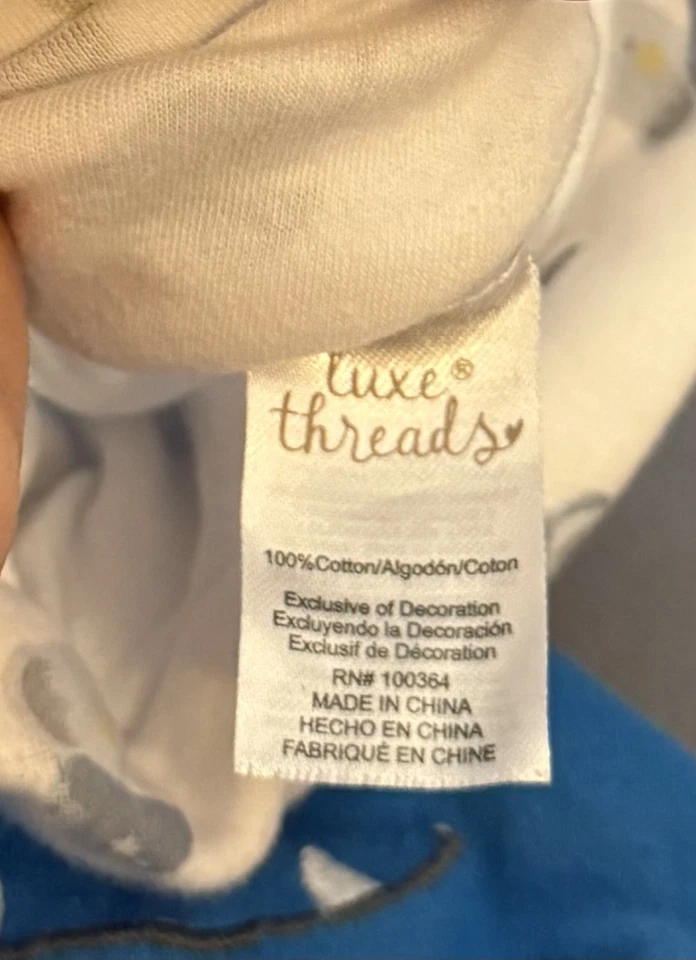 luxe®
threads
100%Cotton/Algodón/Coton
Exclusive of Decoration
Excluyendo la Decoración
Exclusif de Décoration
RN# 100364
MADE IN CHINA
HECHO EN CHINA
FABRIQUÉ EN CHINE